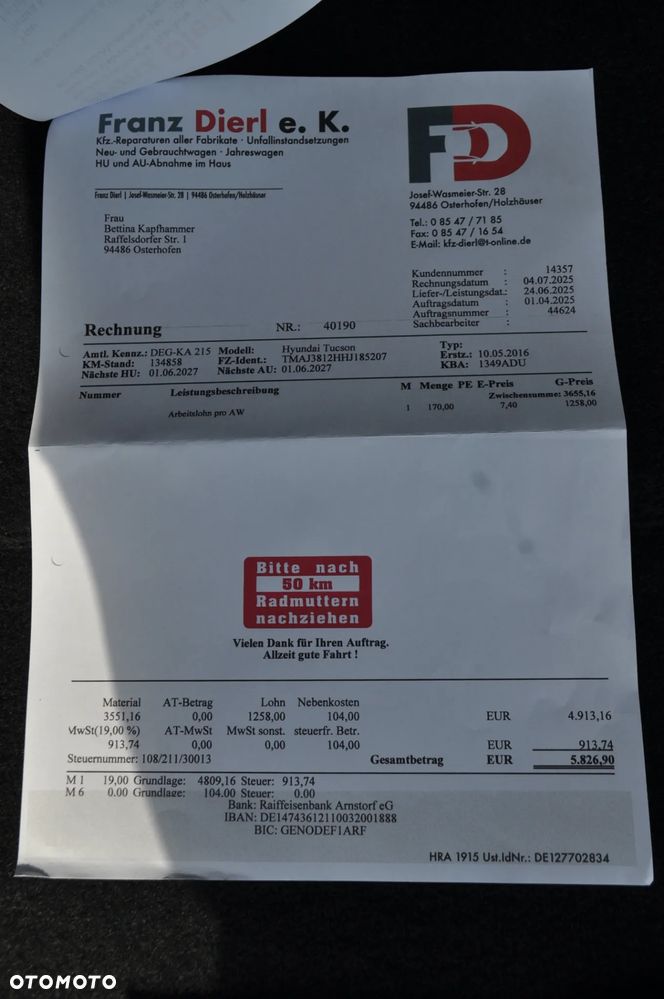 Franz Dierl e. K.
Kfz.-Reparaturen aller Fabrikate · Unfallinstandsetzungen
Neu- und Gebrauchtwagen · Jahreswagen
HU und AU-Abnahme im Haus
FD
Franz Dierl | Josef-Wasmeier-Str. 28 | 94486 Osterhofen/Holzhäuser
Josef-Wasmeier-Str. 28
94486 Osterhofen/Holzhäuser
Tel.: 0 85 47 / 71 85
Fax: 0 85 47 / 16 54
E-Mail: kfz-dierl@t-online.de
Frau
Bettina Kapfhammer
Raffelsdorfer Str. 1
94486 Osterhofen
Kundennummer : 14357
Rechnungsdatum : 04.07.2025
Liefer-/Leistungsdat.: 24.06.2025
Auftragsdatum : 01.04.2025
Auftragsnummer : 44624
Sachbearbeiter :
Rechnung NR.: 40190
Amtl. Kennz.: DEG-KA 215 Modell: Hyundai Tucson Typ:
KM-Stand: 134858 FZ-Ident.: TMAJ3812HHJ185207 Erstz.: 10.05.2016
Nächste HU: 01.06.2027 Nächste AU: 01.06.2027 KBA: 1349ADU
Nummer Leistungsbeschreibung M Menge PE E-Preis G-Preis
Zwischensumme: 3655,16
Arbeitslohn pro AW 1 170,00 7,40 1258,00
Bitte nach
50 km
Radmuttern
nachziehen
Vielen Dank für Ihren Auftrag.
Allzeit gute Fahrt !
Material AT-Betrag Lohn Nebenkosten
3551,16 0,00 1258,00 104,00 EUR 4.913,16
MwSt(19,00 %) AT-MwSt MwSt sonst. steuerfr. Betr.
913,74 0,00 0,00 104,00 EUR 913,74
Steuernummer: 108/211/30013 Gesamtbetrag EUR 5.826,90
M 1 19,00 Grundlage: 4809,16 Steuer: 913,74
M 6 0.00 Grundlage: 104.00 Steuer: 0.00
Bank: Raiffeisenbank Arnstorf eG
IBAN: DE14743612110032001888
BIC: GENODEF1ARF
HRA 1915 Ust.IdNr.: DE127702834
OTOMOTO